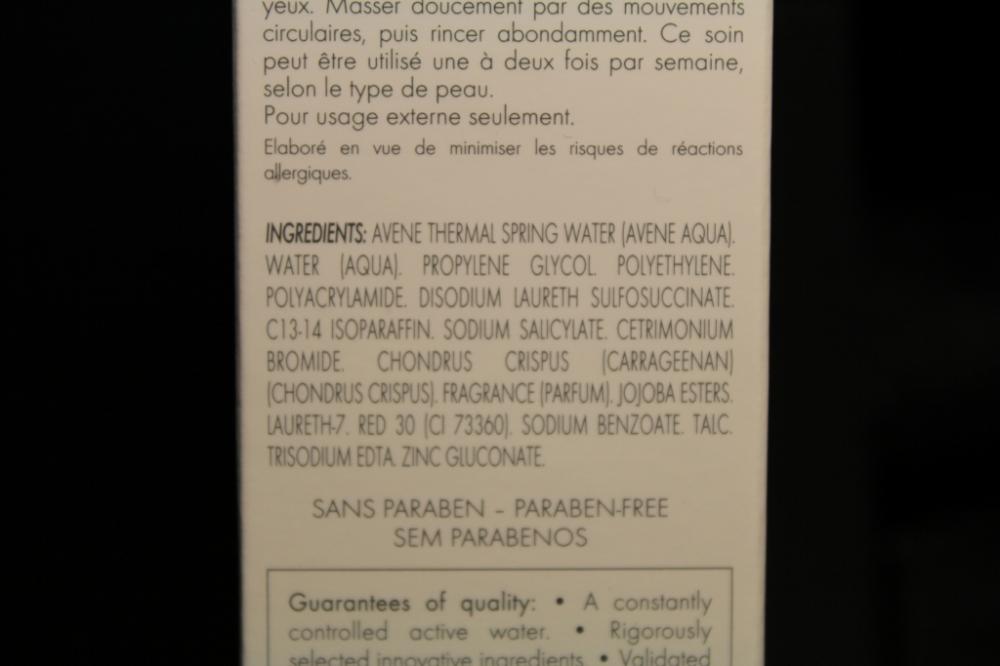 yeux. Masser doucement par des mouvements
circulaires, puis rincer abondamment. Ce soin
peut être utilisé une à deux fois par semaine,
selon le type de peau.
Pour usage externe seulement.
Elaboré en vue de minimiser les risques de réactions
allergiques.
INGREDIENTS: AVENE THERMAL SPRING WATER (AVENE AQUA).
WATER (AQUA). PROPYLENE GLYCOL. POLYETHYLENE.
POLYACRYLAMIDE. DISODIUM LAURETH SULFOSUCCINATE.
C13-14 ISOPARAFFIN. SODIUM SALICYLATE. CETRIMONIUM
BROMIDE. CHONDRUS CRISPUS (CARRAGEENAN)
(CHONDRUS CRISPUS). FRAGRANCE (PARFUM). JOJOBA ESTERS.
LAURETH-7. RED 30 (CI 73360). SODIUM BENZOATE. TALC.
TRISODIUM EDTA. ZINC GLUCONATE.
SANS PARABEN - PARABEN-FREE
SEM PARABENOS
Guarantees of quality: • A constantly
controlled active water. • Rigorously
selected innovative ingredients. • Validated